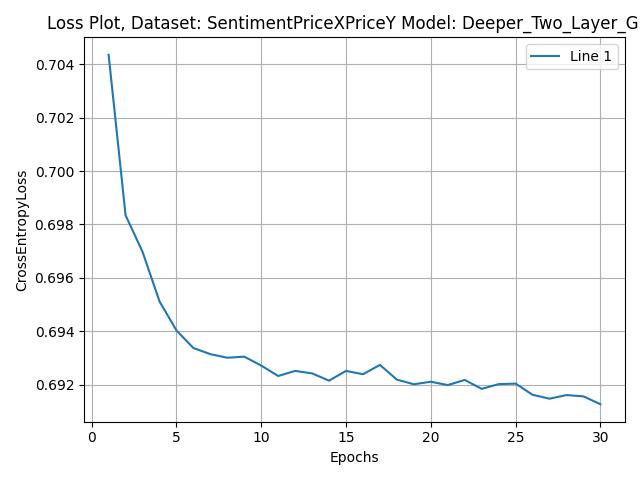 Loss Plot, Dataset: SentimentPriceXPriceY Model: Deeper_Two_Layer_G
Line 1
0.704
0.702
0.700
0.698
0.696
0.694
0.692
CrossEntropyLoss
0 5 10 15 20 25 30
Epochs